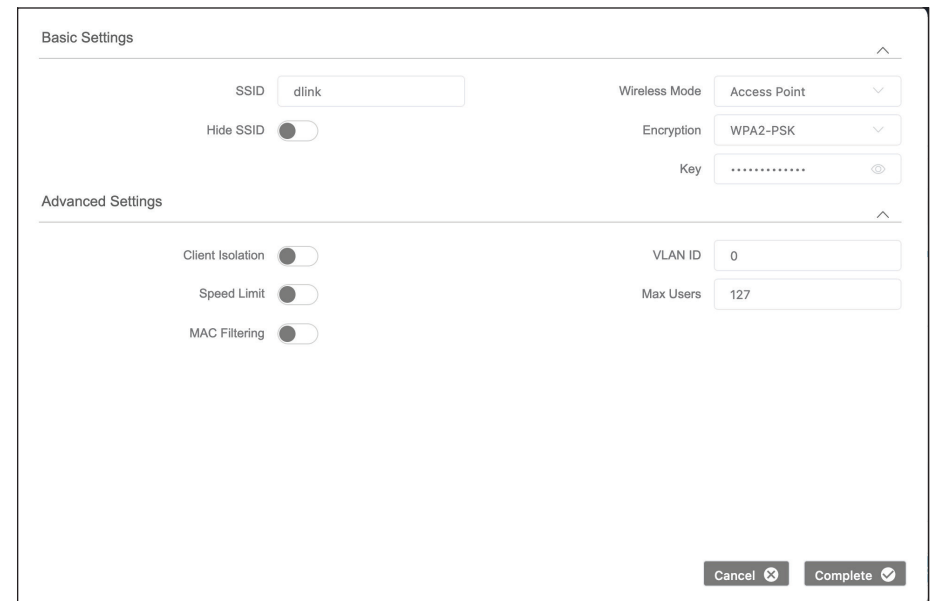 Basic Settings
SSID dlink Wireless Mode Access Point
Hide SSID Encryption WPA2-PSK
Key •••••••••••••
Advanced Settings
Client Isolation VLAN ID 0
Speed Limit Max Users 127
MAC Filtering
Cancel Complete